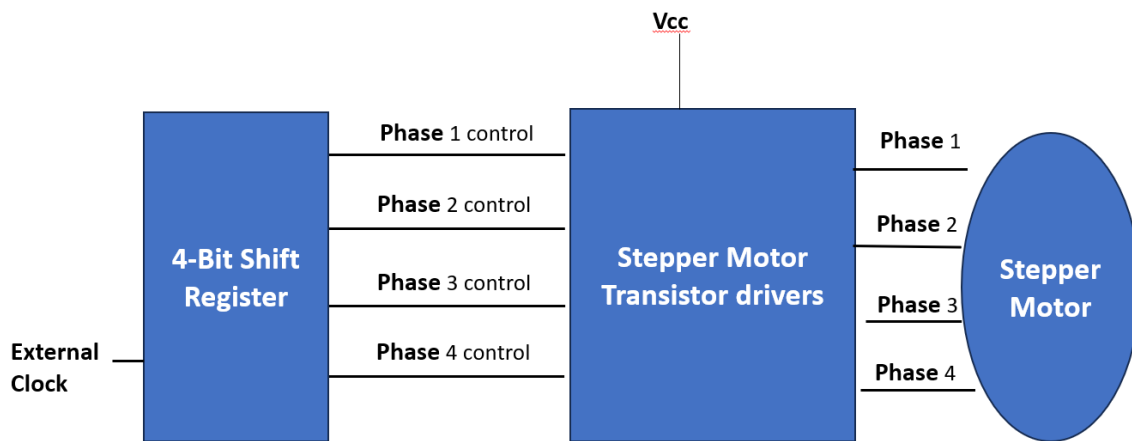 Vcc
Phase 1 control
Phase 2 control
Phase 3 control
Phase 4 control
4-Bit Shift
Register
External
Clock
Stepper Motor
Transistor drivers
Phase 1
Phase 2
Phase 3
Phase 4
Stepper
Motor